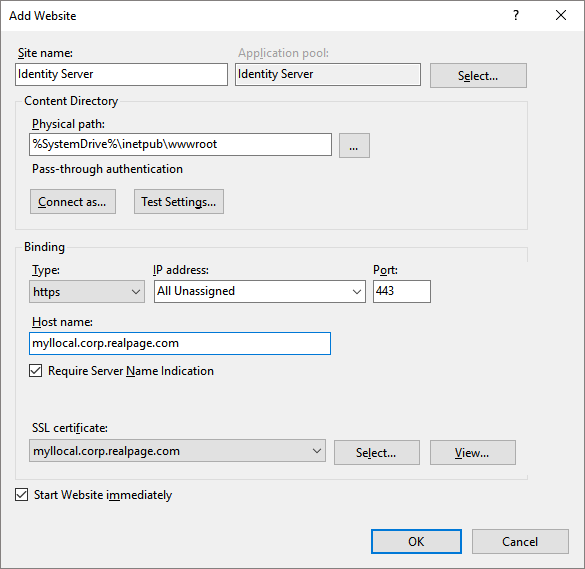 Add Website
?
Site name: Application pool:
Identity Server Identity Server Select...
Content Directory
Physical path:
%SystemDrive%\inetpub\wwwroot ...
Pass-through authentication
Connect as... Test Settings...
Binding
Type: IP address: Port:
https All Unassigned 443
Host name:
myllocal.corp.realpage.com
Require Server Name Indication
SSL certificate:
myllocal.corp.realpage.com Select... View...
Start Website immediately
OK Cancel